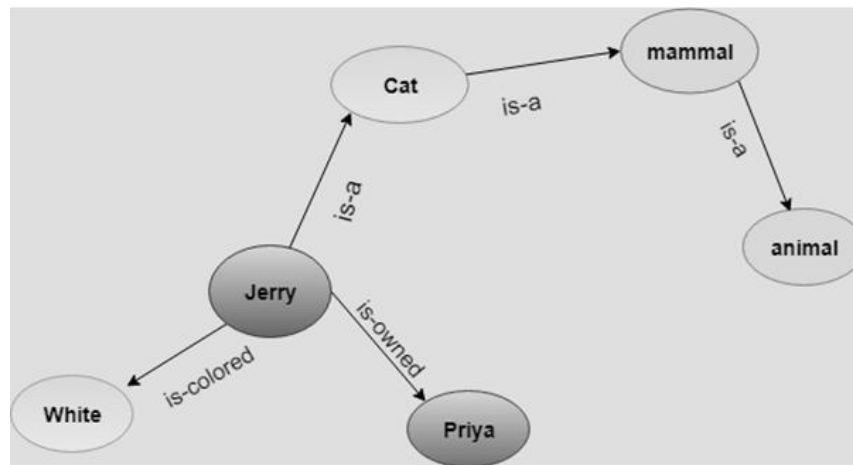 mammal
Cat
is-a
is-a
is-a
animal
Jerry
is-owned
is-colored
White
Priya